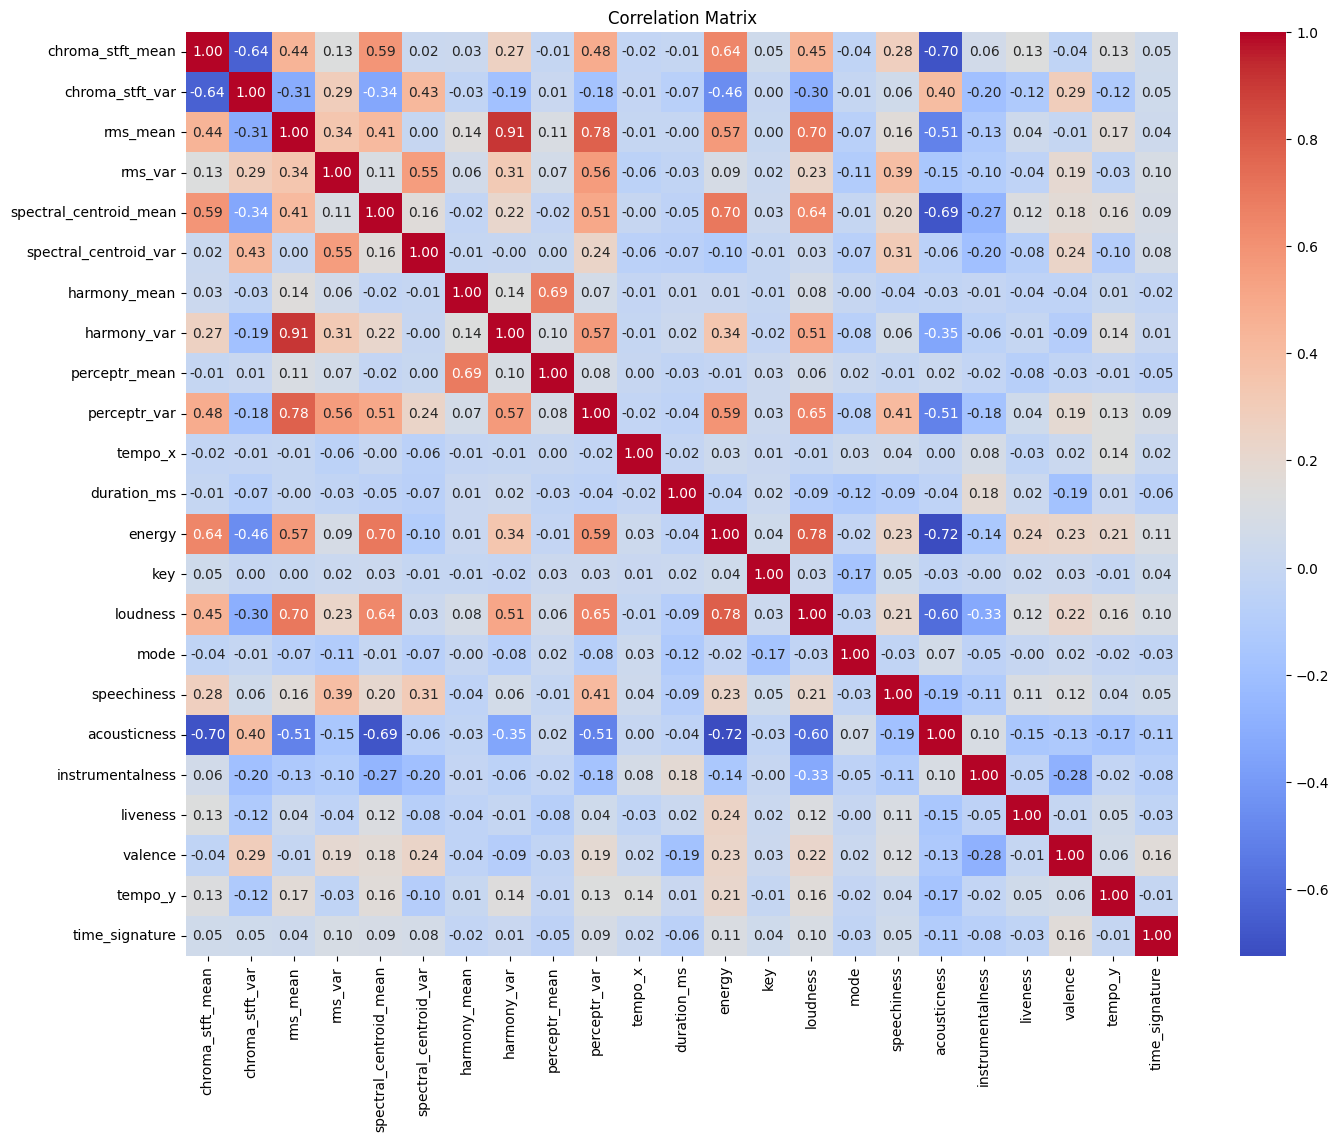 Correlation Matrix
chroma_stft_mean 1.00 -0.64 0.44 0.13 0.59 0.02 0.03 0.27 -0.01 0.48 -0.02 -0.01 0.64 0.05 0.45 -0.04 0.28 -0.70 0.06 0.13 -0.04 0.13 0.05
chroma_stft_var -0.64 1.00 -0.31 0.29 -0.34 0.43 -0.03 -0.19 0.01 -0.18 -0.01 -0.07 -0.46 0.00 -0.30 -0.01 0.06 0.40 -0.20 -0.12 0.29 -0.12 0.05
rms_mean 0.44 -0.31 1.00 0.34 0.41 0.00 0.14 0.91 0.11 0.78 -0.01 -0.00 0.57 0.00 0.70 -0.07 0.16 -0.51 -0.13 0.04 -0.01 0.17 0.04
rms_var 0.13 0.29 0.34 1.00 0.11 0.55 0.06 0.31 0.07 0.56 -0.06 -0.03 0.09 0.02 0.23 -0.11 0.39 -0.15 -0.10 -0.04 0.19 -0.03 0.10
spectral_centroid_mean 0.59 -0.34 0.41 0.11 1.00 0.16 -0.02 0.22 -0.02 0.51 -0.00 -0.05 0.70 0.03 0.64 -0.01 0.20 -0.69 -0.27 0.12 0.18 0.16 0.09
spectral_centroid_var 0.02 0.43 0.00 0.55 0.16 1.00 -0.01 -0.00 0.00 0.24 -0.06 -0.07 -0.10 -0.01 0.03 -0.07 0.31 -0.06 -0.20 -0.08 0.24 -0.10 0.08
harmony_mean 0.03 -0.03 0.14 0.06 -0.02 -0.01 1.00 0.14 0.69 0.07 -0.01 0.01 0.01 -0.01 0.08 -0.00 -0.04 -0.03 -0.01 -0.04 -0.04 0.01 -0.02
harmony_var 0.27 -0.19 0.91 0.31 0.22 -0.00 0.14 1.00 0.10 0.57 -0.01 0.02 0.34 -0.02 0.51 -0.08 0.06 -0.35 -0.06 -0.01 -0.09 0.14 0.01
perceptr_mean -0.01 0.01 0.11 0.07 -0.02 0.00 0.69 0.10 1.00 0.08 0.00 -0.03 -0.01 0.03 0.06 0.02 -0.01 0.02 -0.02 -0.08 -0.03 -0.01 -0.05
perceptr_var 0.48 -0.18 0.78 0.56 0.51 0.24 0.07 0.57 0.08 1.00 -0.02 -0.04 0.59 0.03 0.65 -0.08 0.41 -0.51 -0.18 0.04 0.19 0.13 0.09
tempo_x -0.02 -0.01 -0.01 -0.06 -0.00 -0.06 -0.01 -0.01 0.00 -0.02 1.00 -0.02 0.03 0.01 -0.01 0.03 0.04 0.00 0.08 -0.03 0.02 0.14 0.02
duration_ms -0.01 -0.07 -0.00 -0.03 -0.05 -0.07 0.01 0.02 -0.03 -0.04 -0.02 1.00 -0.04 0.02 -0.09 -0.12 -0.09 -0.04 0.18 0.02 -0.19 0.01 -0.06
energy 0.64 -0.46 0.57 0.09 0.70 -0.10 0.01 0.34 -0.01 0.59 0.03 -0.04 1.00 0.04 0.78 -0.02 0.23 -0.72 -0.14 0.24 0.23 0.21 0.11
key 0.05 0.00 0.00 0.02 0.03 -0.01 -0.01 -0.02 0.03 0.03 0.01 0.02 0.04 1.00 0.03 -0.17 0.05 -0.03 -0.00 0.02 0.03 -0.01 0.04
loudness 0.45 -0.30 0.70 0.23 0.64 0.03 0.08 0.51 0.06 0.65 -0.01 -0.09 0.78 0.03 1.00 -0.03 0.21 -0.60 -0.33 0.12 0.22 0.16 0.10
mode -0.04 -0.01 -0.07 -0.11 -0.01 -0.07 -0.00 -0.08 0.02 -0.08 0.03 -0.12 -0.02 -0.17 -0.03 1.00 -0.03 0.07 -0.05 -0.00 0.02 -0.02 -0.03
speechiness 0.28 0.06 0.16 0.39 0.20 0.31 -0.04 0.06 -0.01 0.41 0.04 -0.09 0.23 0.05 0.21 -0.03 1.00 -0.19 -0.11 0.11 0.12 0.04 0.05
acousticness -0.70 0.40 -0.51 -0.15 -0.69 -0.06 -0.03 -0.35 0.02 -0.51 0.00 -0.04 -0.72 -0.03 -0.60 0.07 -0.19 1.00 0.10 -0.15 -0.13 -0.17 -0.11
instrumentalness 0.06 -0.20 -0.13 -0.10 -0.27 -0.20 -0.01 -0.06 -0.02 -0.18 0.08 0.18 -0.14 -0.00 -0.33 -0.05 -0.11 0.10 1.00 -0.05 -0.28 -0.02 -0.08
liveness 0.13 -0.12 0.04 -0.04 0.12 -0.08 -0.04 -0.01 -0.08 0.04 -0.03 0.02 0.24 0.02 0.12 -0.00 0.11 -0.15 -0.05 1.00 -0.01 0.05 -0.03
valence -0.04 0.29 -0.01 0.19 0.18 0.24 -0.04 -0.09 -0.03 0.19 0.02 -0.19 0.23 0.03 0.22 0.02 0.12 -0.13 -0.28 -0.01 1.00 0.06 0.16
tempo_y 0.13 -0.12 0.17 -0.03 0.16 -0.10 0.01 0.14 -0.01 0.13 0.14 0.01 0.21 -0.01 0.16 -0.02 0.04 -0.17 -0.02 0.05 0.06 1.00 -0.01
time_signature 0.05 0.05 0.04 0.10 0.09 0.08 -0.02 0.01 -0.05 0.09 0.02 -0.06 0.11 0.04 0.10 -0.03 0.05 -0.11 -0.08 -0.03 0.16 -0.01 1.00
chroma_stft_mean
chroma_stft_var
rms_mean
rms_var
spectral_centroid_mean
spectral_centroid_var
harmony_mean
harmony_var
perceptr_mean
perceptr_var
tempo_x
duration_ms
energy
key
loudness
mode
speechiness
acousticness
instrumentalness
liveness
valence
tempo_y
time_signature
1.0
0.8
0.6
0.4
0.2
0.0
−0.2
−0.4
−0.6